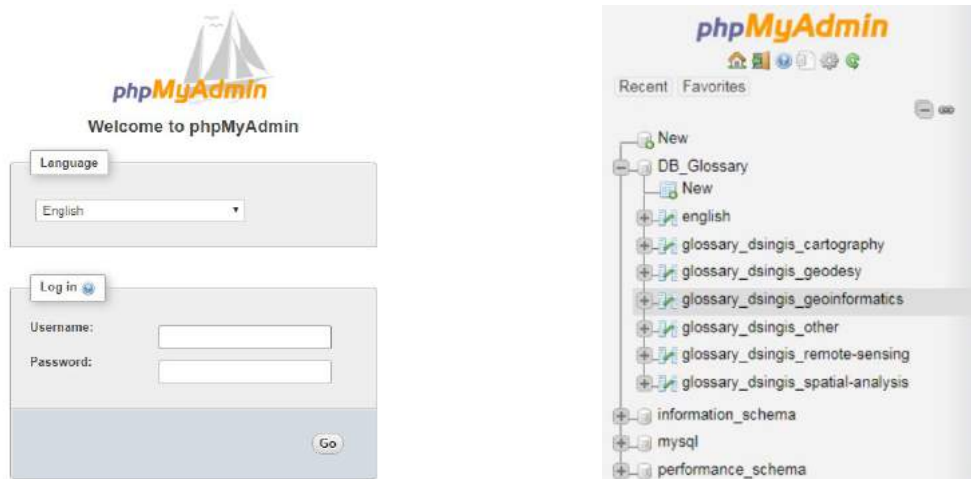 phpMyAdmin
Welcome to phpMyAdmin
Language
English
Log in
Username:
Password:
Go
phpMyAdmin
Recent Favorites
New
DB_Glossary
New
english
glossary_dsingis_cartography
glossary_dsingis_geodesy
glossary_dsingis_geoinformatics
glossary_dsingis_other
glossary_dsingis_remote-sensing
glossary_dsingis_spatial-analysis
information_schema
mysql
performance_schema